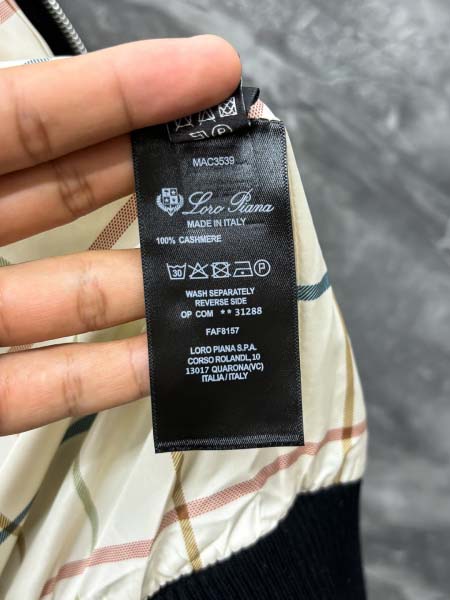 MAC3539
Loro Piana
MADE IN ITALY
100% CASHMERE
30 P
WASH SEPARATELY
REVERSE SIDE
OP COM **31288
FAF8157
LORO PIANA S.P.A.
CORSO ROLANDI,10
13017 QUARONA(VC)
ITALIA / ITALY